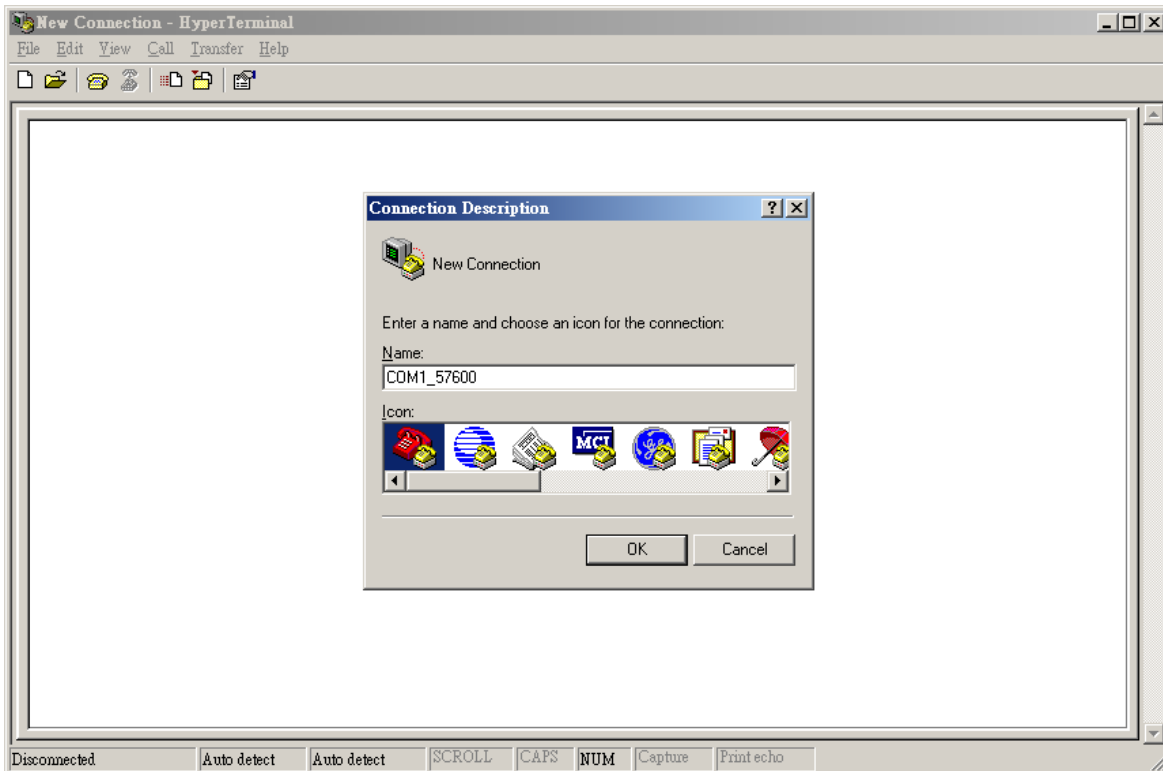 New Connection - HyperTerminal
File Edit View Call Transfer Help
Connection Description
New Connection
Enter a name and choose an icon for the connection:
Name:
COM1_57600
Icon:
MCI
OK Cancel
Disconnected Auto detect Auto detect SCROLL CAPS NUM Capture Print echo